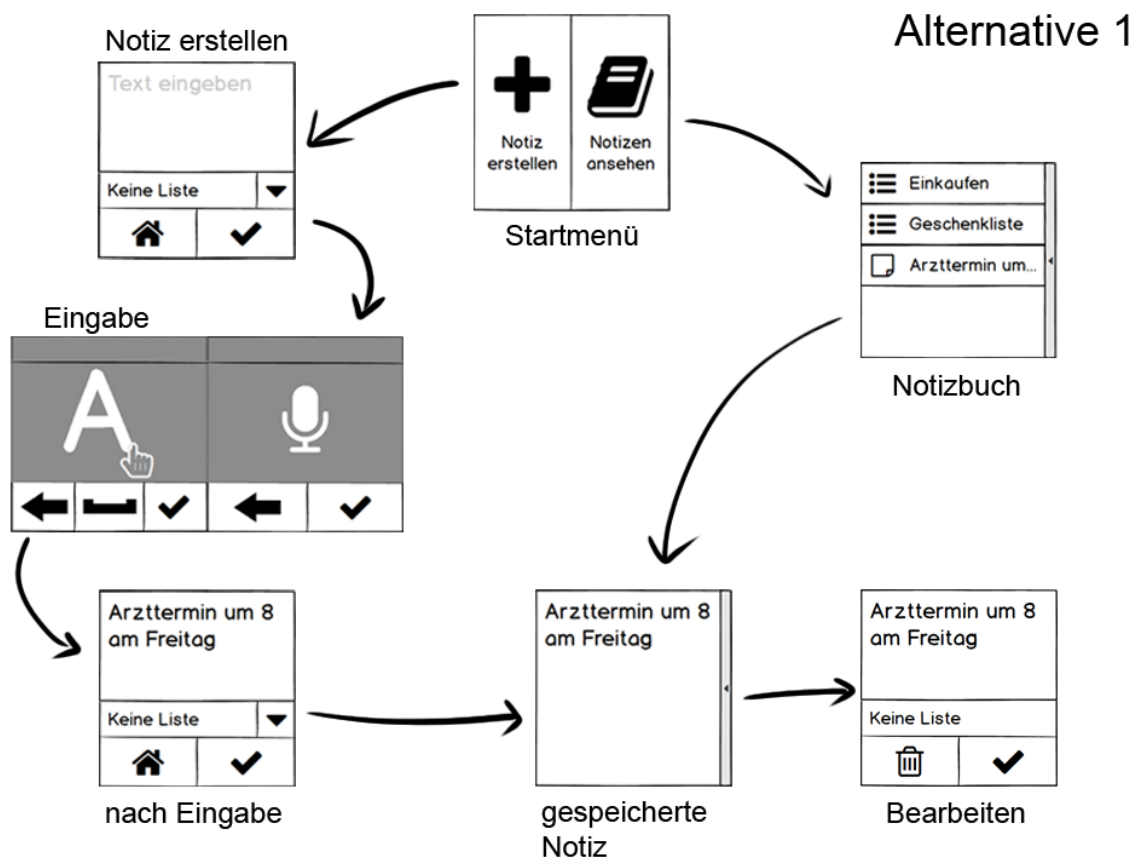 Alternative 1
Notiz erstellen
Text eingeben
Keine Liste
Notiz
erstellen
Notizen
ansehen
Startmenü
Einkaufen
Geschenkliste
Arzttermin um...
Notizbuch
Eingabe
A
Arzttermin um 8
am Freitag
Keine Liste
nach Eingabe
Arzttermin um 8
am Freitag
gespeicherte
Notiz
Arzttermin um 8
am Freitag
Keine Liste
Bearbeiten